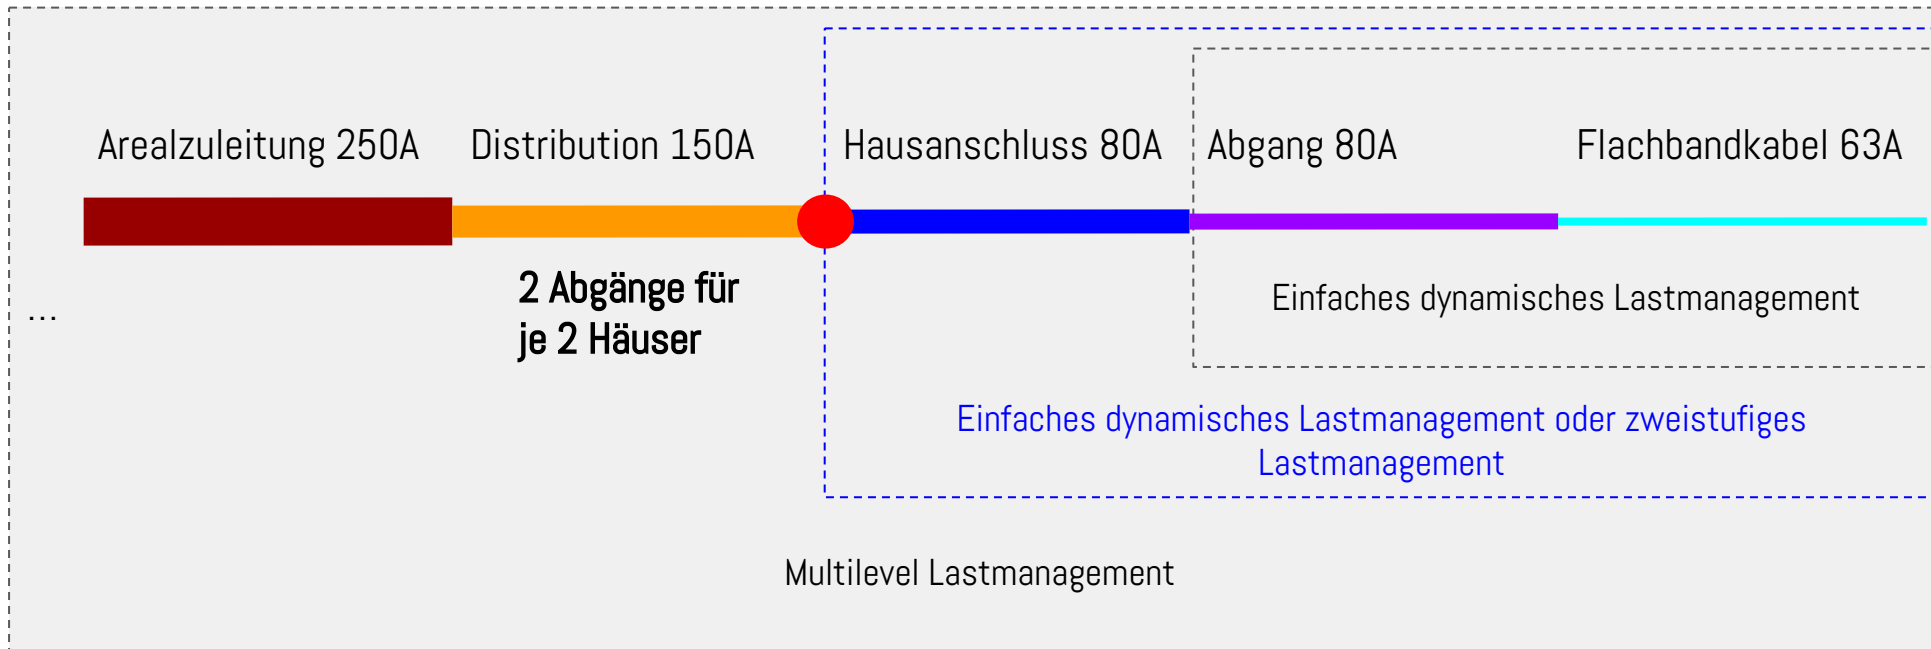 Arealzuleitung 250A
Distribution 150A
Hausanschluss 80A
Abgang 80A
Flachbandkabel 63A
...
2 Abgänge für
je 2 Häuser
Einfaches dynamisches Lastmanagement
Einfaches dynamisches Lastmanagement oder zweistufiges
Lastmanagement
Multilevel Lastmanagement